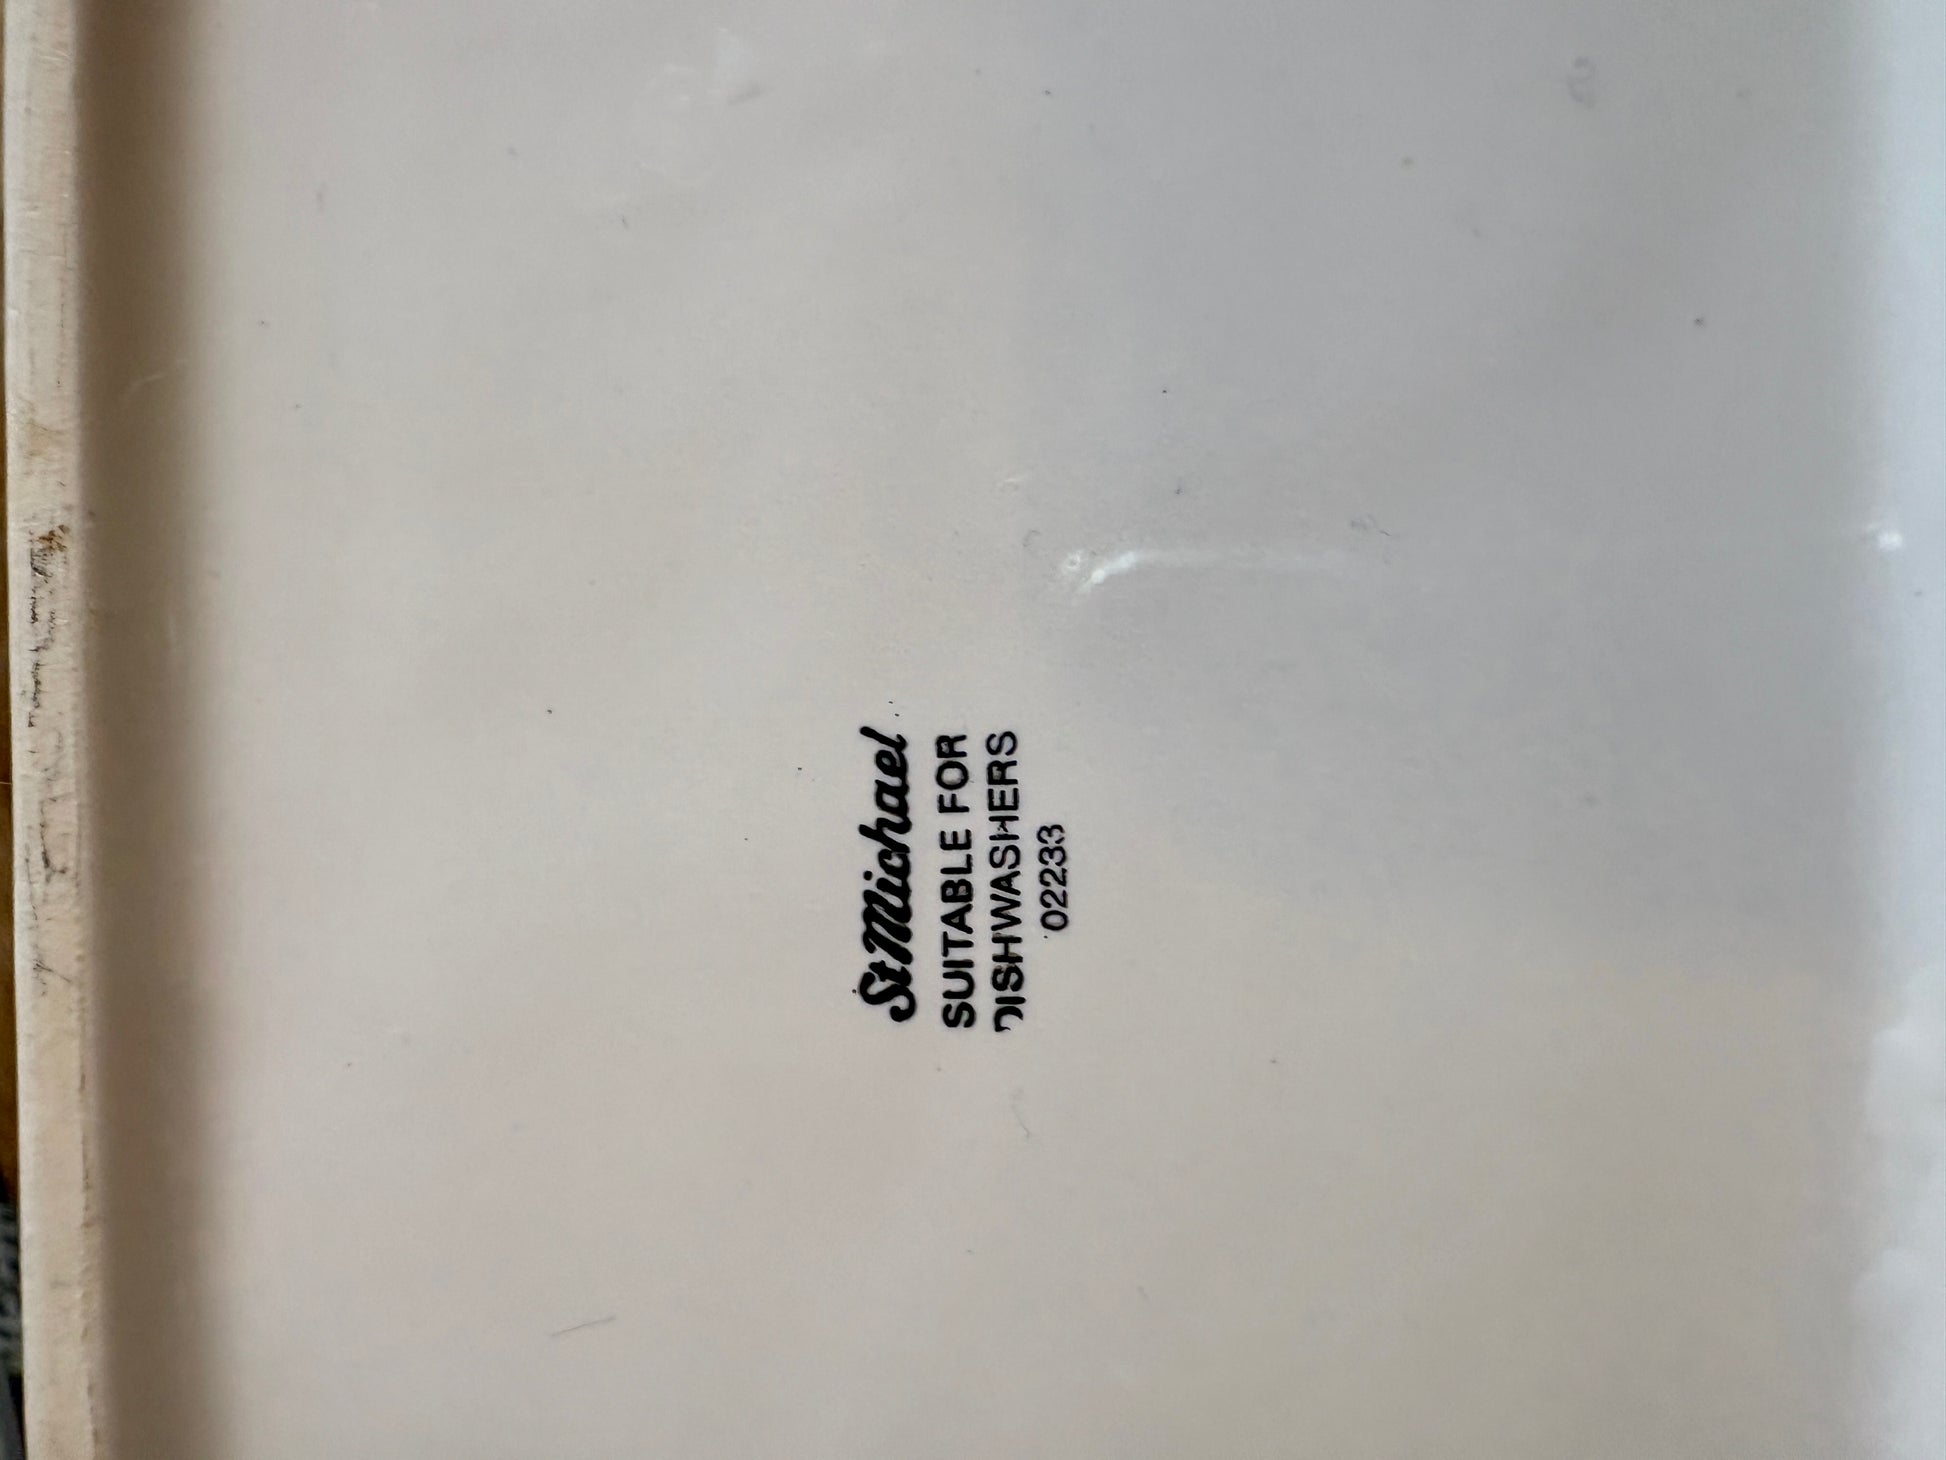 St Michael
SUITABLE FOR
DISHWASHERS
02233